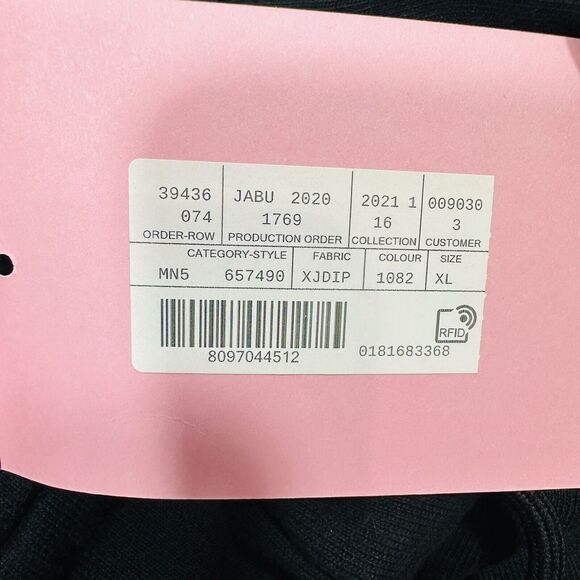 39436 JABU 2020 2021 1 009030
074 1769 16 3
ORDER-ROW PRODUCTION ORDER COLLECTION CUSTOMER
CATEGORY-STYLE FABRIC COLOUR SIZE
MN5 657490 XJDIP 1082 XL
RFID
8097044512 0181683368